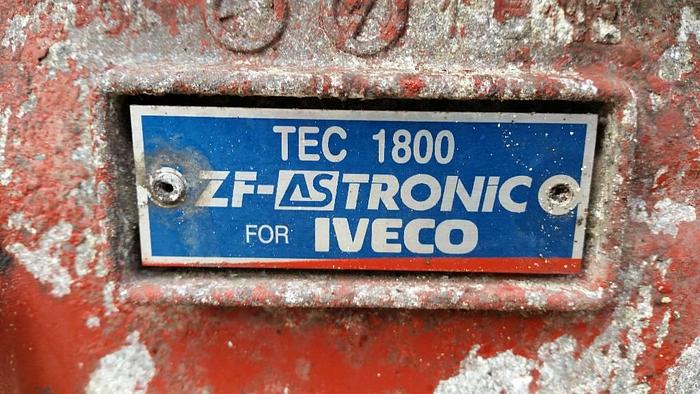 TEC 1800
ZF-ASTRONIC
FOR IVECO